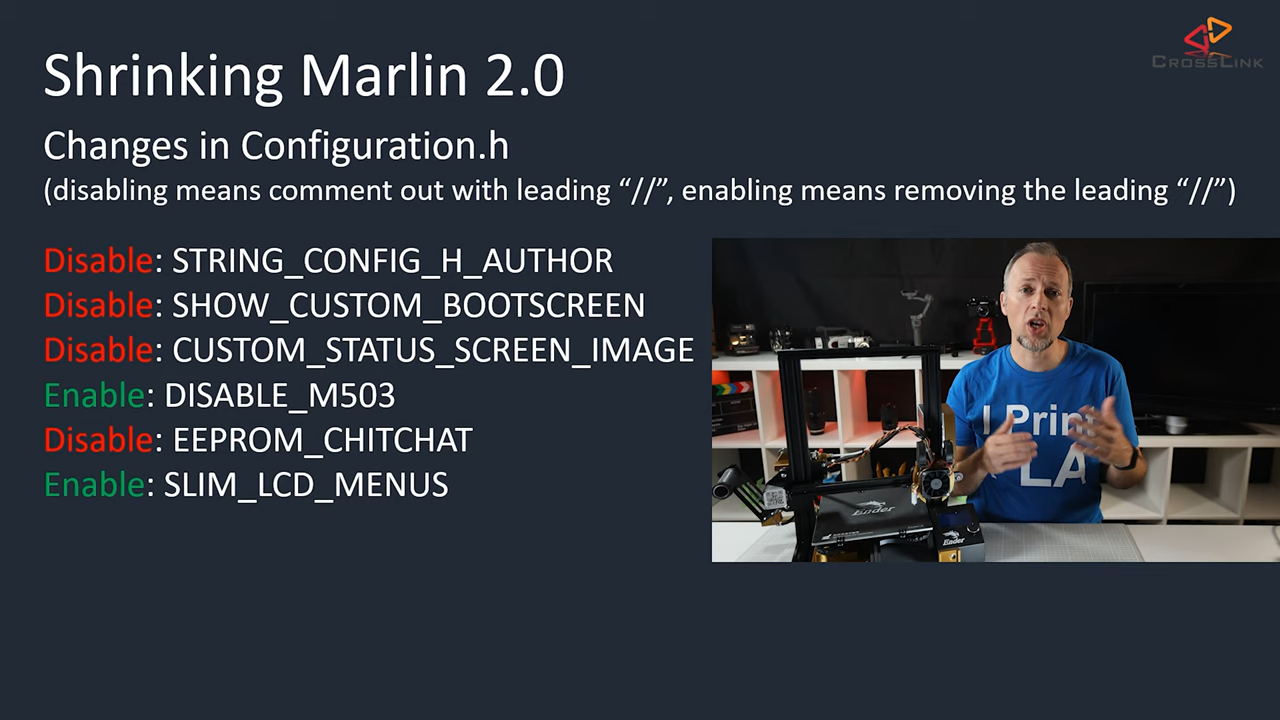 CROSSLINK
Shrinking Marlin 2.0
Changes in Configuration.h
(disabling means comment out with leading “//”, enabling means removing the leading “//”)
Disable: STRING_CONFIG_H_AUTHOR
Disable: SHOW_CUSTOM_BOOTSCREEN
Disable: CUSTOM_STATUS_SCREEN_IMAGE
Enable: DISABLE_M503
Disable: EEPROM_CHITCHAT
Enable: SLIM_LCD_MENUS
I Print
LA
Ender
Ender